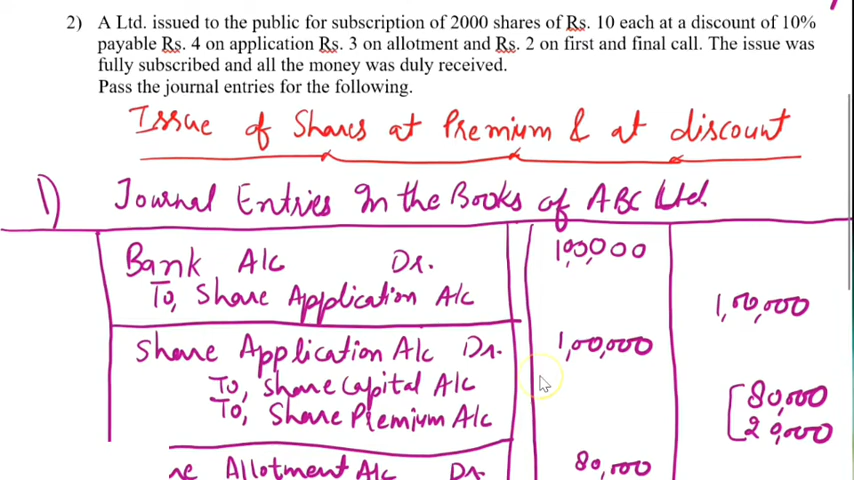 2) A Ltd. issued to the public for subscription of 2000 shares of Rs. 10 each at a discount of 10%
payable Rs. 4 on application Rs. 3 on allotment and Rs. 2 on first and final call. The issue was
fully subscribed and all the money was duly received.
Pass the journal entries for the following.
Issue of Shares at Premium & at discount
1) Journal Entries In the Books of ABC Ltd.
Bank A/c Dr. 1,00,000
To, Share Application A/c 1,00,000
Share Application A/c Dr. 1,00,000
To, Share Capital A/c 80,000
To, Share Premium A/c 20,000
re Allotment A/c Dr. 80,000